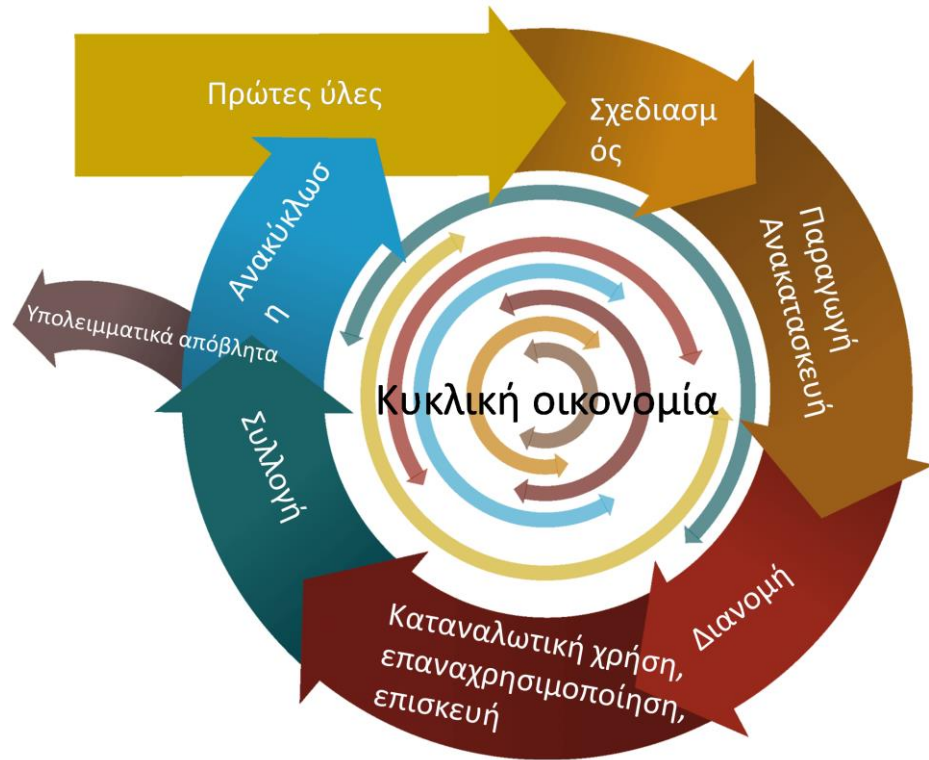 Πρώτες ύλες
Σχεδιασμ
ός
Παραγωγή
Ανακατασκευή
Διανομή
Καταναλωτική χρήση,
επαναχρησιμοποίηση,
επισκευή
Συλλογή
Υπολειμματικά απόβλητα
Ανακύκλωσ
η
Κυκλική οικονομία